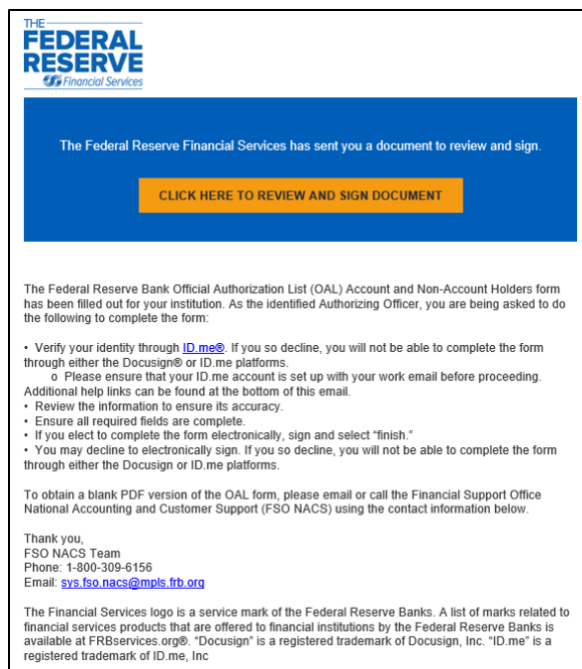 THE
FEDERAL
RESERVE
Financial Services
The Federal Reserve Financial Services has sent you a document to review and sign.
CLICK HERE TO REVIEW AND SIGN DOCUMENT
The Federal Reserve Bank Official Authorization List (OAL) Account and Non-Account Holders form
has been filled out for your institution. As the identified Authorizing Officer, you are being asked to do
the following to complete the form:
• Verify your identity through ID.me®. If you so decline, you will not be able to complete the form
through either the Docusign® or ID.me platforms.
o Please ensure that your ID.me account is set up with your work email before proceeding.
Additional help links can be found at the bottom of this email.
• Review the information to ensure its accuracy.
• Ensure all required fields are complete.
• If you elect to complete the form electronically, sign and select “finish.”
• You may decline to electronically sign. If you so decline, you will not be able to complete the form
through either the Docusign or ID.me platforms.
To obtain a blank PDF version of the OAL form, please email or call the Financial Support Office
National Accounting and Customer Support (FSO NACS) using the contact information below.
Thank you,
FSO NACS Team
Phone: 1-800-309-6156
Email: sys.fso.nacs@mpls.frb.org
The Financial Services logo is a service mark of the Federal Reserve Banks. A list of marks related to
financial services products that are offered to financial institutions by the Federal Reserve Banks is
available at FRBservices.org®. “Docusign” is a registered trademark of Docusign, Inc. “ID.me” is a
registered trademark of ID.me, Inc